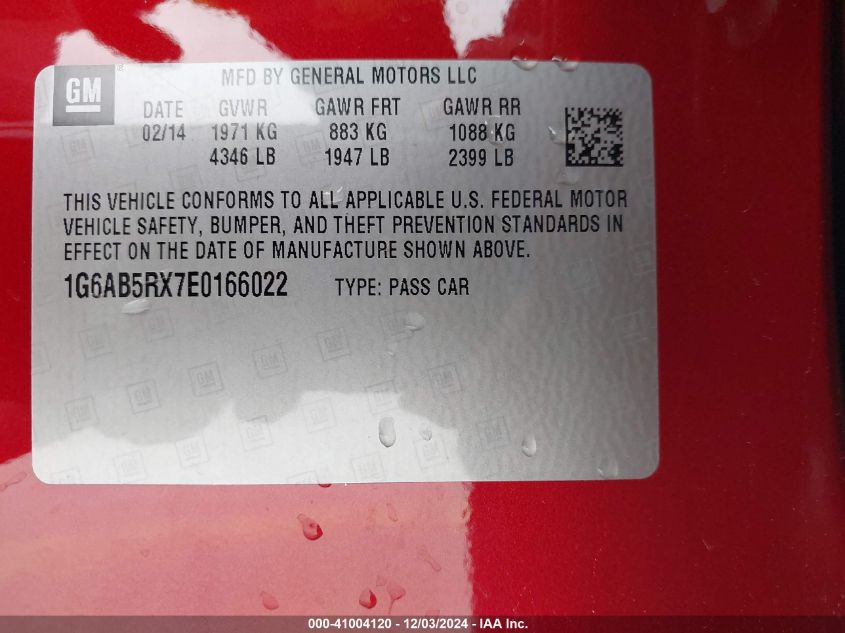 GM
MFD BY GENERAL MOTORS LLC
DATE GVWR GAWR FRT GAWR RR
02/14 1971 KG 883 KG 1088 KG
4346 LB 1947 LB 2399 LB
THIS VEHICLE CONFORMS TO ALL APPLICABLE U.S. FEDERAL MOTOR
VEHICLE SAFETY, BUMPER, AND THEFT PREVENTION STANDARDS IN
EFFECT ON THE DATE OF MANUFACTURE SHOWN ABOVE.
1G6AB5RX7E0166022 TYPE: PASS CAR
000-41004120 - 12/03/2024 - IAA Inc.